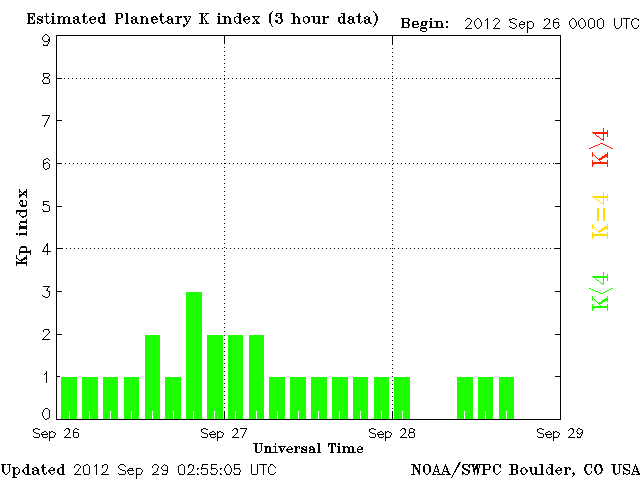 Estimated Planetary K index (3 hour data) Begin: 2012 Sep 26 0000 UTC
9
8
7
6
5
4
3
2
1
0
Kp index
K>4
K=4
K<4
Sep 26 Sep 27 Sep 28 Sep 29
Universal Time
Updated 2012 Sep 29 02:55:05 UTC NOAA/SWPC Boulder, CO USA